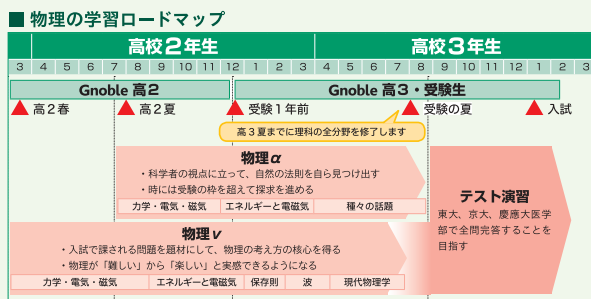 ■ 物理の学習ロードマップ
高校2年生 高校3年生
3 4 5 6 7 8 9 10 11 12 1 2 3 4 5 6 7 8 9 10 11 12 1 2 3
Gnoble 高2 Gnoble 高3・受験生
高2春 高2夏 受験1年前 受験の夏 入試
高3夏までに理科の全分野を修了します
物理α
・科学者の視点に立って、自然の法則を自ら見つけ出す
・時には受験の枠を超えて探求を進める
力学・電気・磁気 エネルギーと電磁気 種々の話題
テスト演習
東大、京大、慶應大医学
部で全問完答することを
目指す
物理ν
・入試で課される問題を題材にして、物理の考え方の核心を得る
・物理が「難しい」から「楽しい」と実感できるようになる
力学・電気・磁気 エネルギーと電磁気 保存則 波 現代物理学